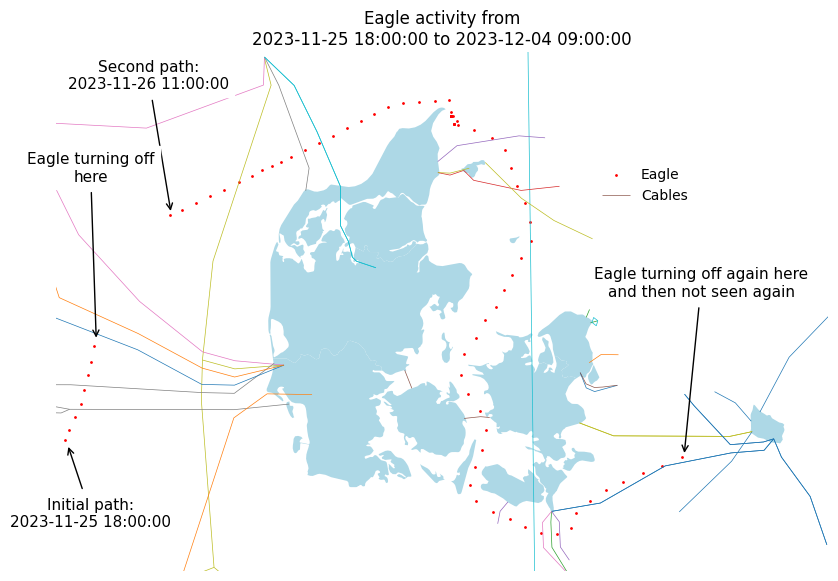 Eagle activity from
2023-11-25 18:00:00 to 2023-12-04 09:00:00
Second path:
2023-11-26 11:00:00
Eagle turning off
here
Eagle
Cables
Eagle turning off again here
and then not seen again
Initial path:
2023-11-25 18:00:00